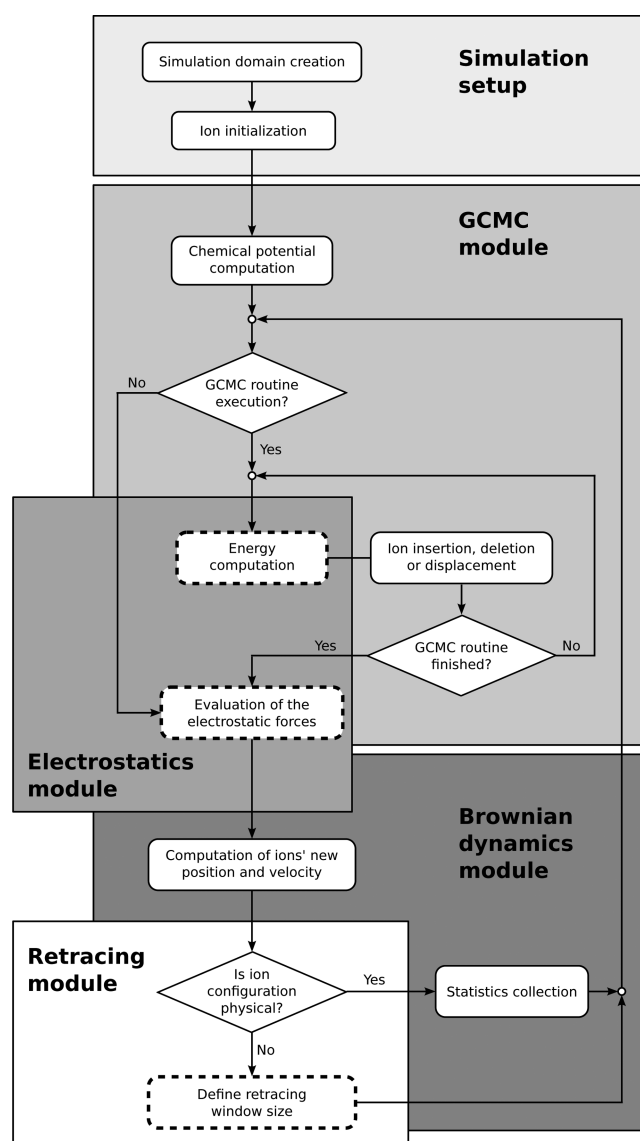 Simulation domain creation
Simulation
setup
Ion initialization
GCMC
module
Chemical potential
computation
No
GCMC routine
execution?
Yes
Energy
computation
Ion insertion, deletion
or displacement
Yes
GCMC routine
finished?
No
Evaluation of the
electrostatic forces
Electrostatics
module
Brownian
dynamics
module
Computation of ions' new
position and velocity
Retracing
module
Is ion
configuration
physical?
Yes
Statistics collection
No
Define retracing
window size